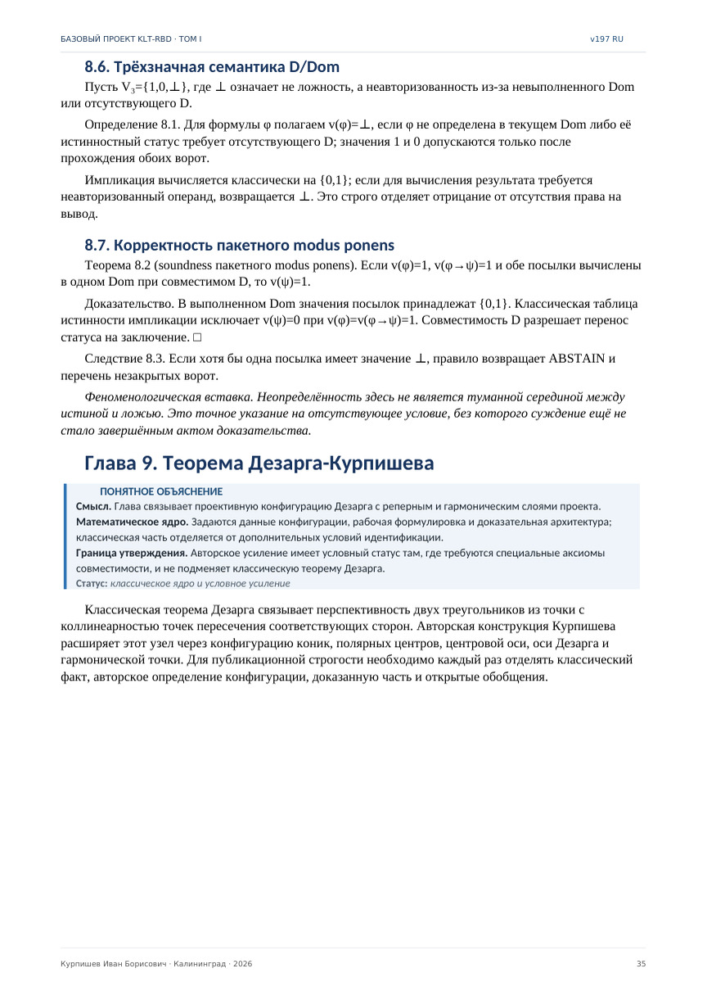 БАЗОВЫЙ ПРОЕКТ KLT-RBD · ТОМ I
v197 RU
8.6. Трёхзначная семантика D/Dom
Пусть V₃={1,0,⊥}, где ⊥ означает не ложность, а неавторизованность из-за невыполненного Dom
или отсутствующего D.
Определение 8.1. Для формулы φ полагаем v(φ)=⊥, если φ не определена в текущем Dom либо её
истинностный статус требует отсутствующего D; значения 1 и 0 допускаются только после
прохождения обоих ворот.
Импликация вычисляется классически на {0,1}; если для вычисления результата требуется
неавторизованный операнд, возвращается ⊥. Это строго отделяет отрицание от отсутствия права на
вывод.
8.7. Корректность пакетного modus ponens
Теорема 8.2 (soundness пакетного modus ponens). Если v(φ)=1, v(φ→ψ)=1 и обе посылки вычислены
в одном Dom при совместимом D, то v(ψ)=1.
Доказательство. В выполненном Dom значения посылок принадлежат {0,1}. Классическая таблица
истинности импликации исключает v(ψ)=0 при v(φ)=v(φ→ψ)=1. Совместимость D разрешает перенос
статуса на заключение. □
Следствие 8.3. Если хотя бы одна посылка имеет значение ⊥, правило возвращает ABSTAIN и
перечень незакрытых ворот.
Феноменологическая вставка. Неопределённость здесь не является туманной серединой между
истиной и ложью. Это точное указание на отсутствующее условие, без которого суждение ещё не
стало завершённым актом доказательства.
Глава 9. Теорема Дезарга-Курпишева
ПОНЯТНОЕ ОБЪЯСНЕНИЕ
Смысл. Глава связывает проективную конфигурацию Дезарга с реперным и гармоническим слоями проекта.
Математическое ядро. Задаются данные конфигурации, рабочая формулировка и доказательная архитектура;
классическая часть отделяется от дополнительных условий идентификации.
Граница утверждения. Авторское усиление имеет условный статус там, где требуются специальные аксиомы
совместимости, и не подменяет классическую теорему Дезарга.
Статус: классическое ядро и условное усиление
Классическая теорема Дезарга связывает перспективность двух треугольников из точки с
коллинеарностью точек пересечения соответствующих сторон. Авторская конструкция Курпишева
расширяет этот узел через конфигурацию коник, полярных центров, центровой оси, оси Дезарга и
гармонической точки. Для публикационной строгости необходимо каждый раз отделять классический
факт, авторское определение конфигурации, доказанную часть и открытые обобщения.
Курпишев Иван Борисович · Калининград · 2026
35